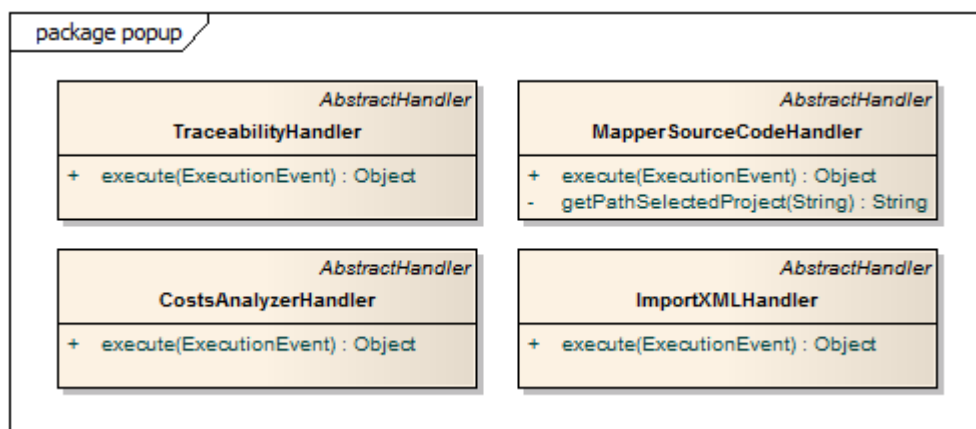 package popup
AbstractHandler
TraceabilityHandler
+ execute(ExecutionEvent) : Object
AbstractHandler
MapperSourceCodeHandler
+ execute(ExecutionEvent) : Object
- getPathSelectedProject(String) : String
AbstractHandler
CostsAnalyzerHandler
+ execute(ExecutionEvent) : Object
AbstractHandler
ImportXMLHandler
+ execute(ExecutionEvent) : Object